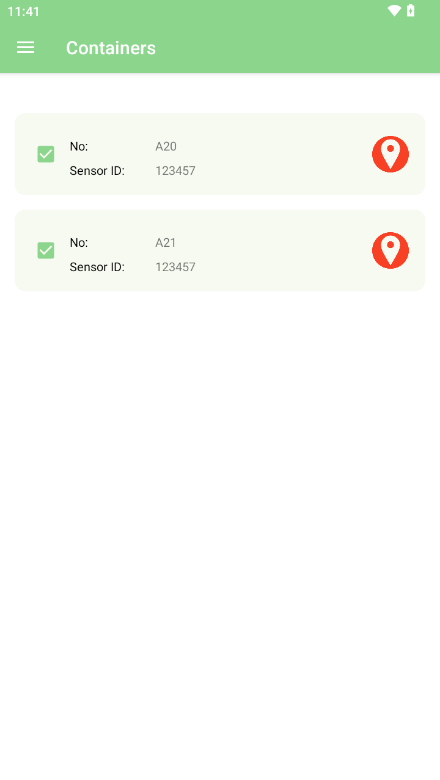 11:41
Containers
No: A20
Sensor ID: 123457
No: A21
Sensor ID: 123457